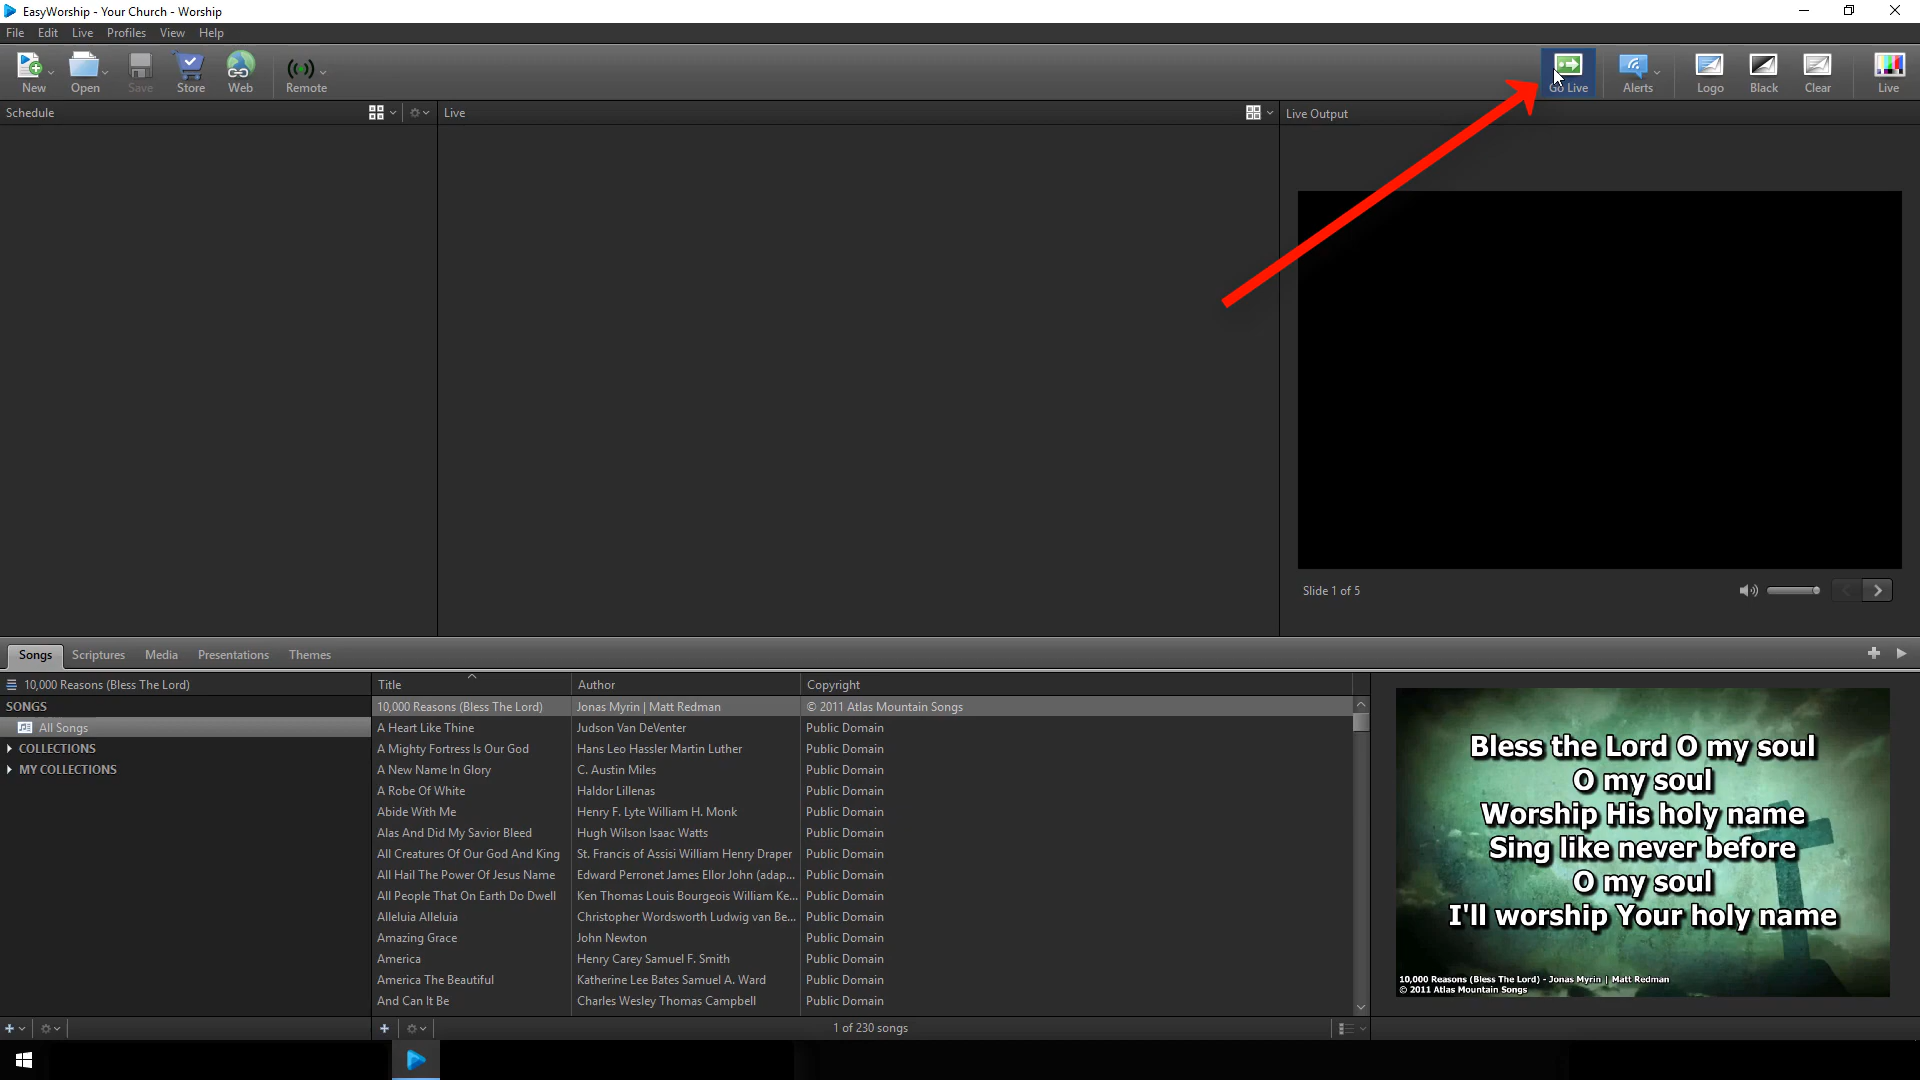 EasyWorship - Your Church - Worship
File Edit Live Profiles View Help
New Open Save Store Web Remote Go Live Alerts Logo Black Clear Live
Schedule Live Live Output
Slide 1 of 5
Songs Scriptures Media Presentations Themes
10,000 Reasons (Bless The Lord)
SONGS
All Songs
COLLECTIONS
MY COLLECTIONS
Title Author Copyright
10,000 Reasons (Bless The Lord) Jonas Myrin | Matt Redman © 2011 Atlas Mountain Songs
A Heart Like Thine Judson Van DeVenter Public Domain
A Mighty Fortress Is Our God Hans Leo Hassler Martin Luther Public Domain
A New Name In Glory C. Austin Miles Public Domain
A Robe Of White Haldor Lillenas Public Domain
Abide With Me Henry F. Lyte William H. Monk Public Domain
Alas And Did My Savior Bleed Hugh Wilson Isaac Watts Public Domain
All Creatures Of Our God And King St. Francis of Assisi William Henry Draper Public Domain
All Hail The Power Of Jesus Name Edward Perronet James Ellor John (adap... Public Domain
All People That On Earth Do Dwell Ken Thomas Louis Bourgeois William Ke... Public Domain
Alleluia Alleluia Christopher Wordsworth Ludwig van Be... Public Domain
Amazing Grace John Newton Public Domain
America Henry Carey Samuel F. Smith Public Domain
America The Beautiful Katherine Lee Bates Samuel A. Ward Public Domain
And Can It Be Charles Wesley Thomas Campbell Public Domain
1 of 230 songs
Bless the Lord O my soul
O my soul
Worship His holy name
Sing like never before
O my soul
I'll worship Your holy name
10,000 Reasons (Bless The Lord) - Jonas Myrin | Matt Redman
© 2011 Atlas Mountain Songs